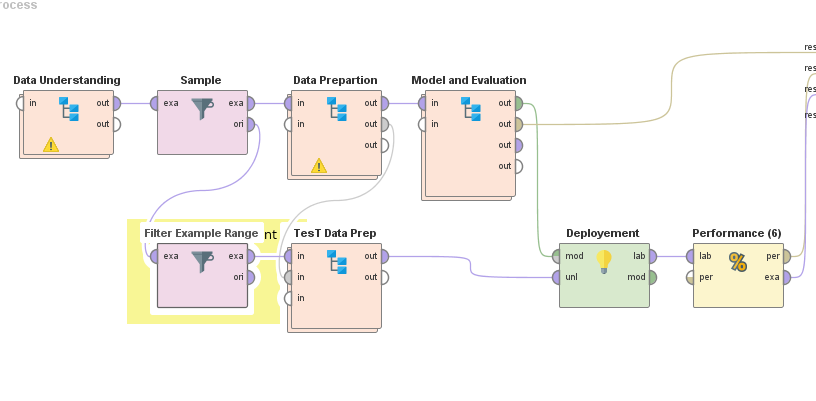 rocess
res
res
Data Understanding
Sample
Data Prepartion
Model and Evaluation
res
in
out
exa
exa
in
out
in
out
out
ori
in
out
in
out
res
out
out
out
Filter Example Range
nt
TesT Data Prep
Deployement
Performance (6)
exa
exa
in
out
mod
lab
lab
per
ori
in
out
unl
mod
per
exa
in
%